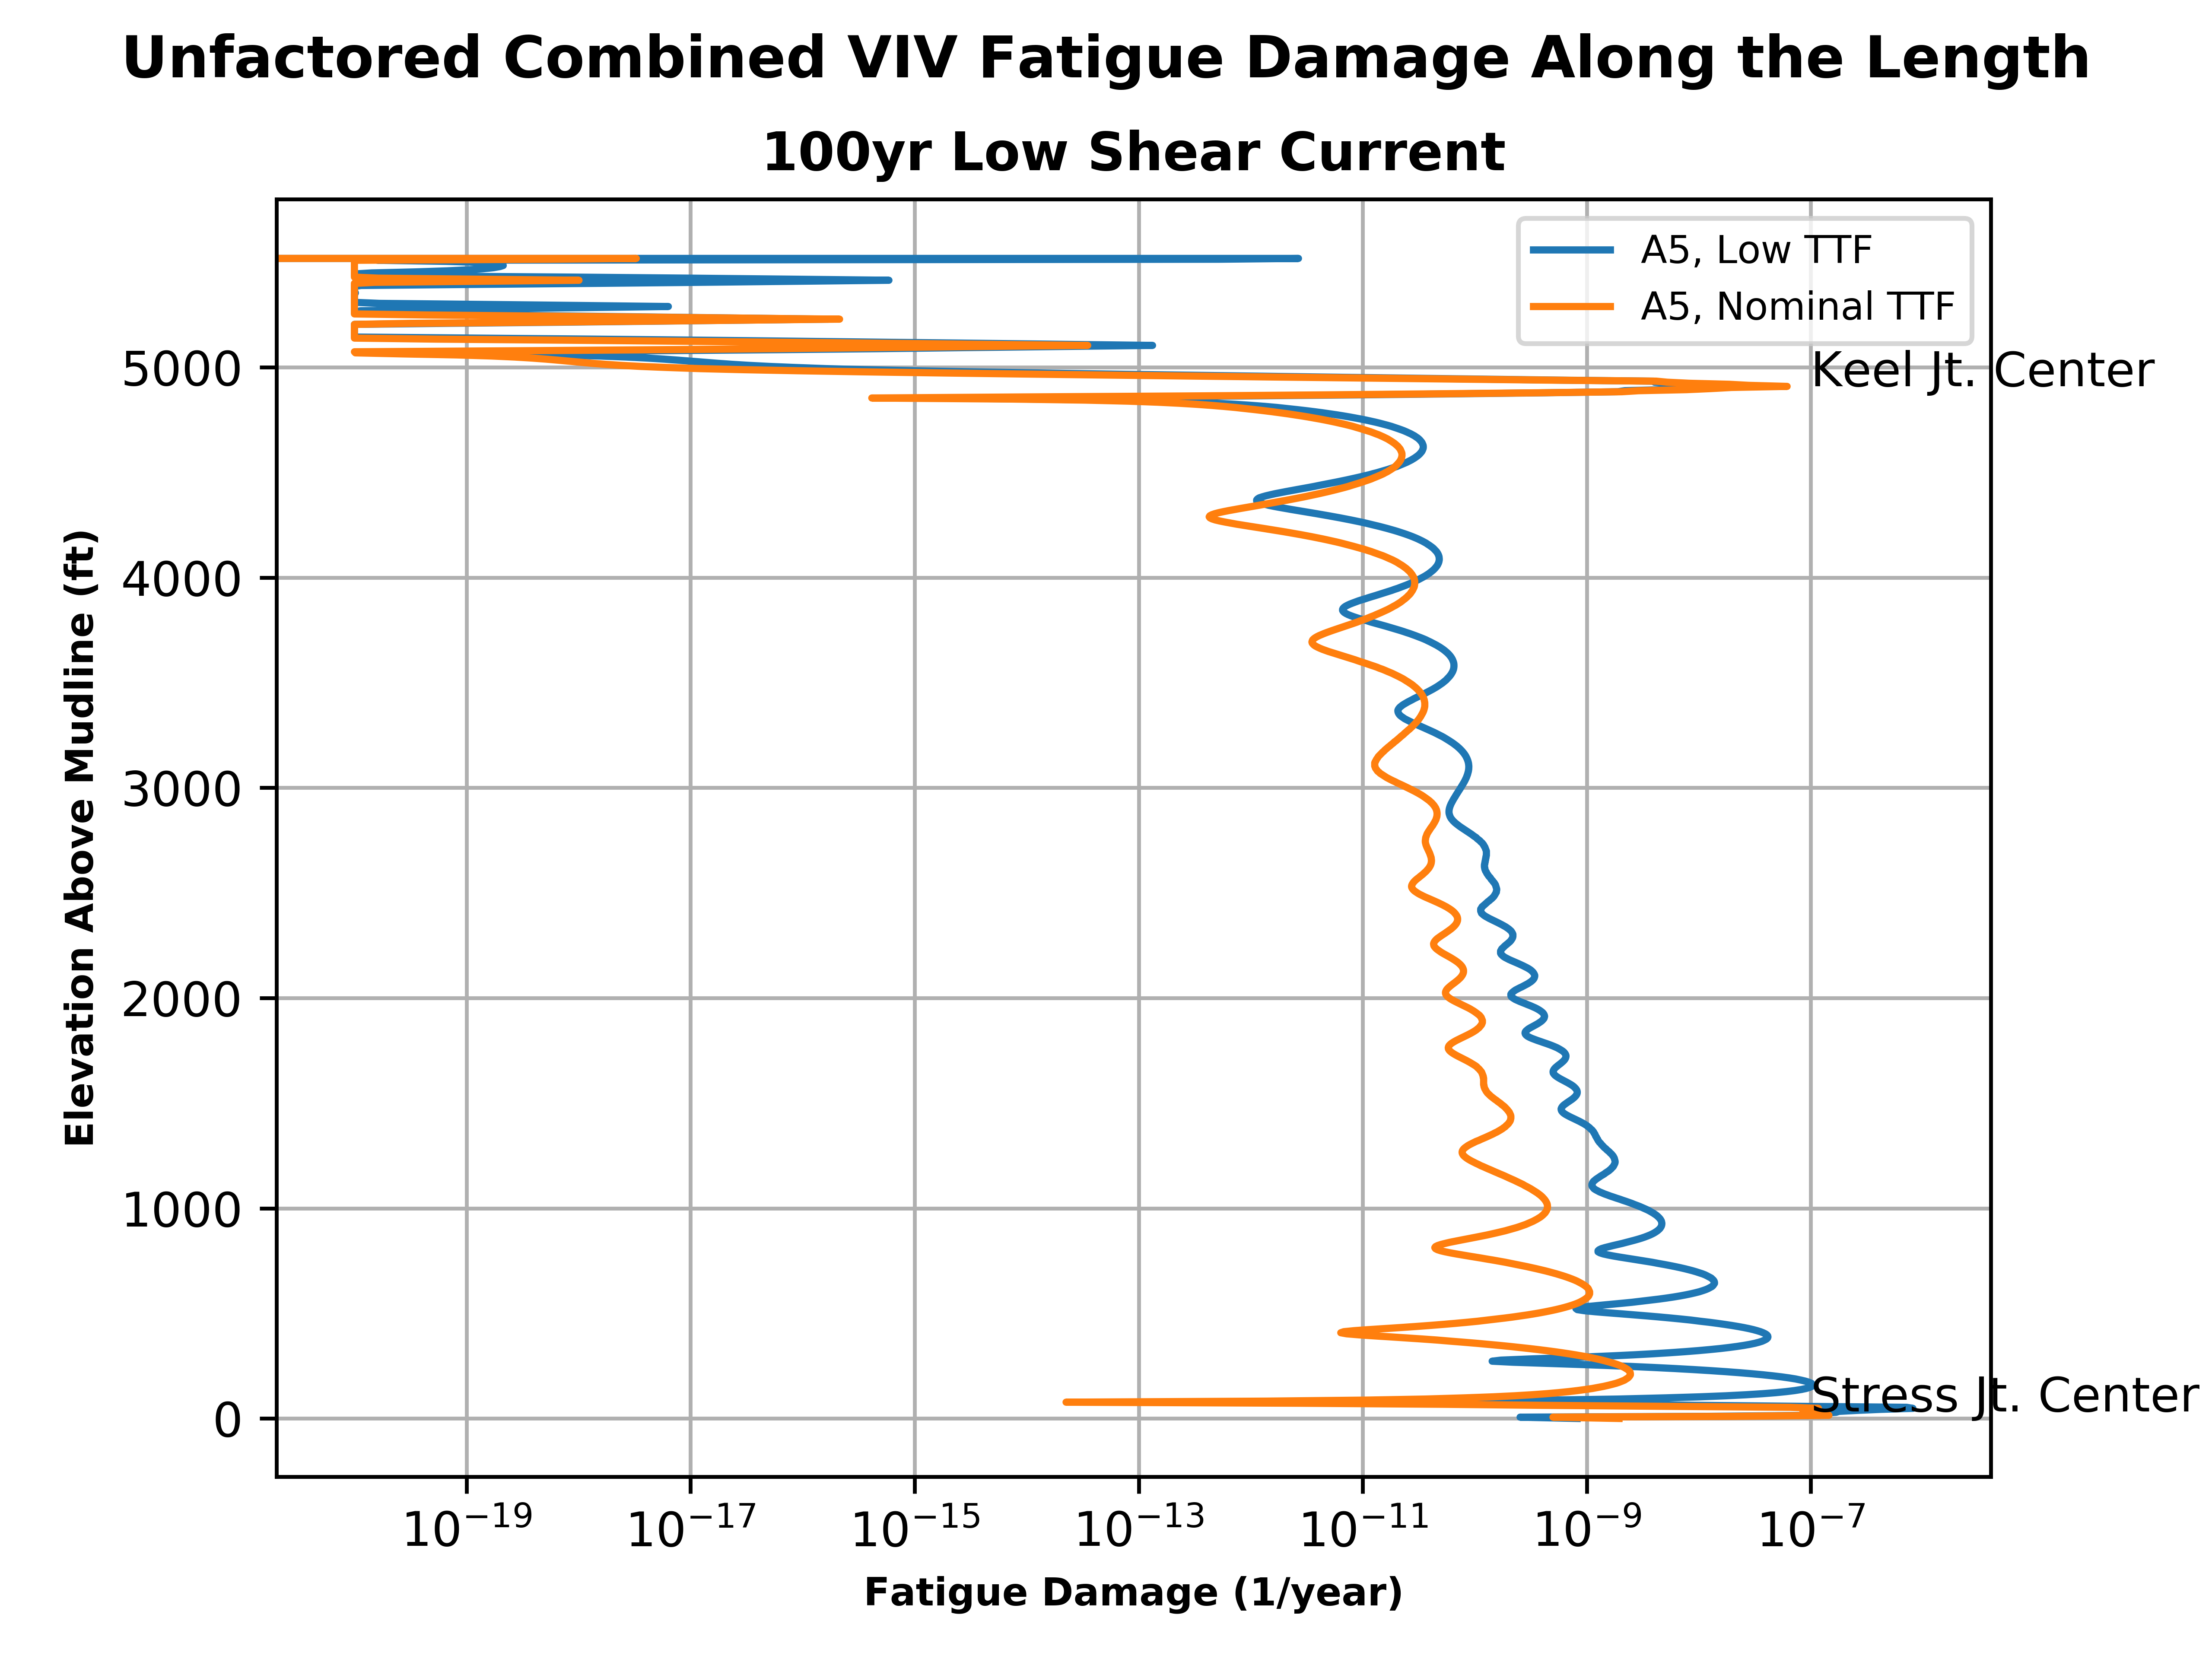 Unfactored Combined VIV Fatigue Damage Along the Length
100yr Low Shear Current
A5, Low TTF
A5, Nominal TTF
Keel Jt. Center
Stress Jt. Center
Elevation Above Mudline (ft)
5000
4000
3000
2000
1000
0
10⁻¹⁹ 10⁻¹⁷ 10⁻¹⁵ 10⁻¹³ 10⁻¹¹ 10⁻⁹ 10⁻⁷
Fatigue Damage (1/year)